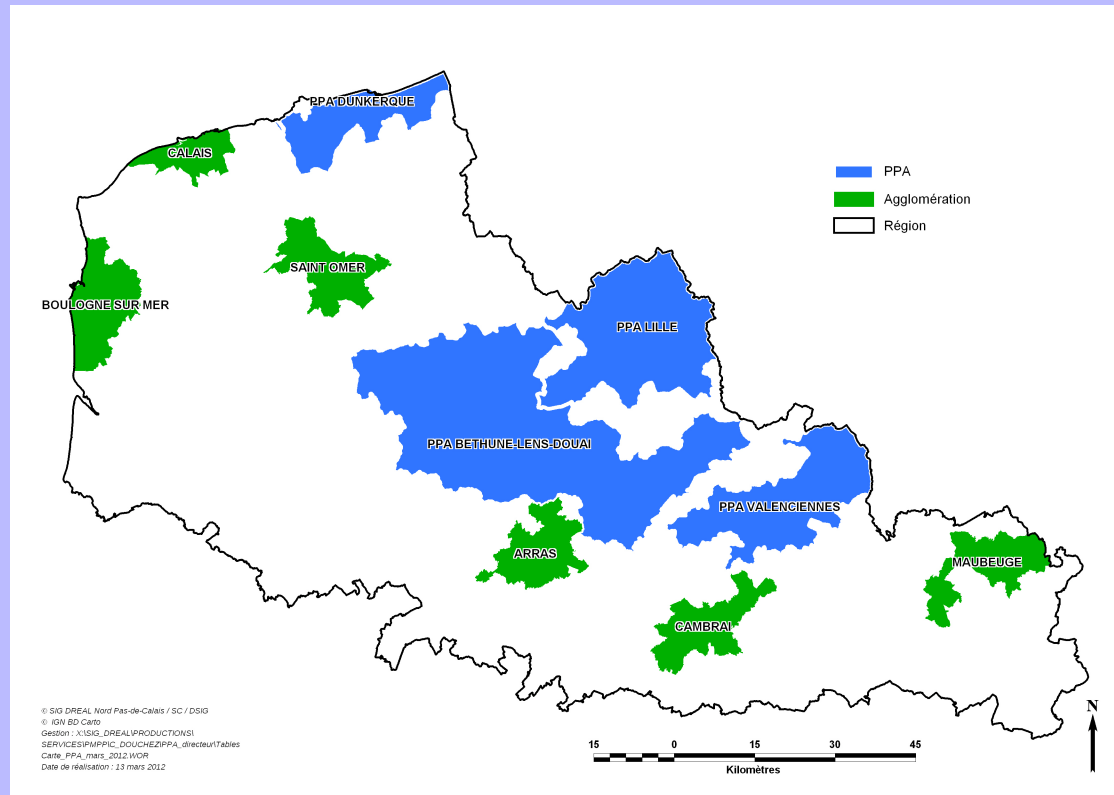 PPA DUNKERQUE
CALAIS
PPA
Agglomération
Région
SAINT OMER
BOULOGNE SUR MER
PPA LILLE
PPA BETHUNE-LENS-DOUAI
PPA VALENCIENNES
ARRAS
MAUBEUGE
CAMBRAI
© SIG DREAL Nord Pas-de-Calais / SC / DSIG
© IGN BD Carto
Gestion : X:\SIG_DREAL\PRODUCTIONS\
SERVICES\PMPP\C_DOUCHEZ\PPA_directeur\Tables
Carte_PPA_mars_2012.WOR
Date de réalisation : 13 mars 2012
15 0 15 30 45
Kilomètres
N